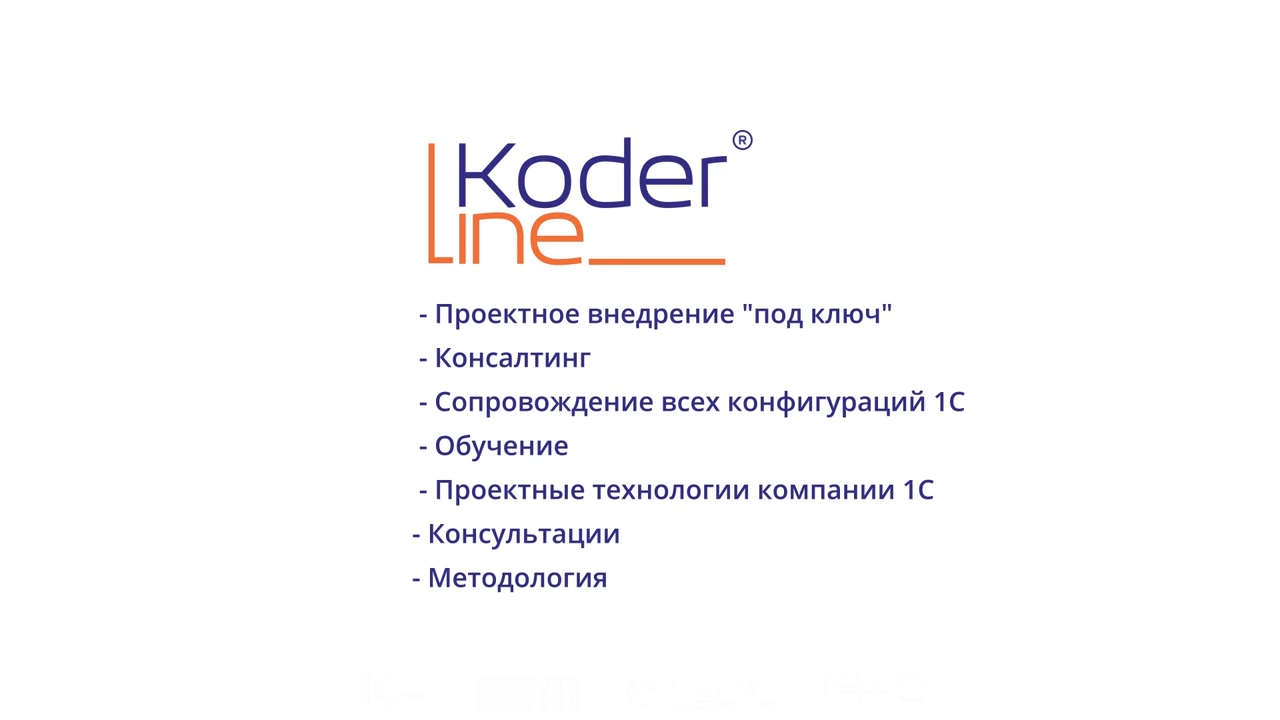 Koder®
Line
- Проектное внедрение "под ключ"
- Консалтинг
- Сопровождение всех конфигураций 1С
- Обучение
- Проектные технологии компании 1С
- Консультации
- Методология